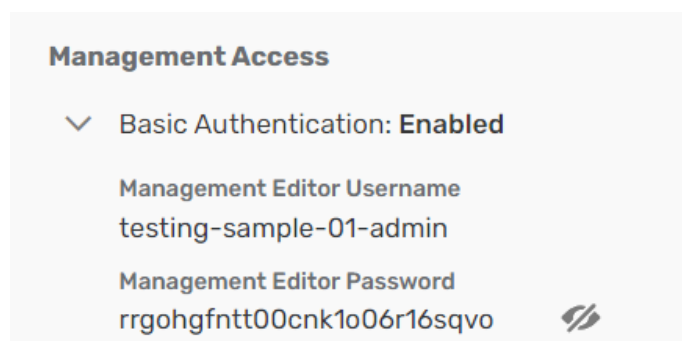 Management Access
Basic Authentication: Enabled
Management Editor Username
testing-sample-01-admin
Management Editor Password
rrgohgfntt00cnk1o06r16sqvo